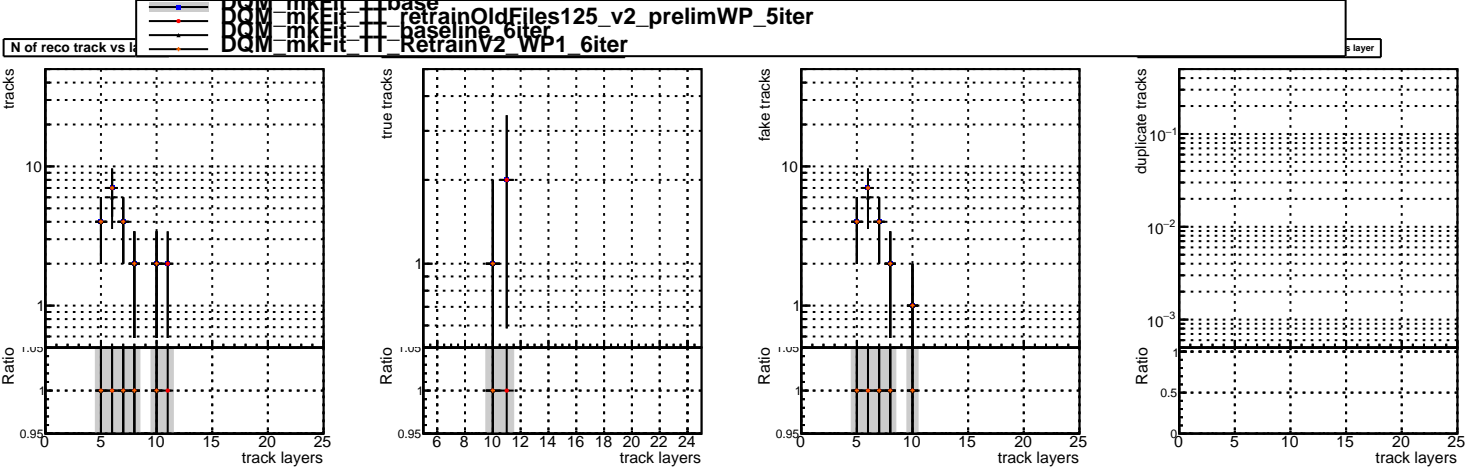 DQM_mkFit_TTbase
DQM_mkFit_TT_retrainOldFiles125_v2_prelimWP_5iter
DQM_mkFit_TT_baseline_6iter
DQM_mkFit_TT_RetrainV2_WP1_6iter
N of reco track vs la
s layer
tracks
10
1
Ratio
1.05
1
0.95
0 5 10 15 20 25
track layers
true tracks
1
Ratio
1.05
1
0.95
6 8 10 12 14 16 18 20 22 24
track layers
fake tracks
10
1
Ratio
1.05
1
0.95
0 5 10 15 20 25
track layers
duplicate tracks
10−1
10−2
10−3
Ratio
1
0.5
0
0 5 10 15 20 25
track layers